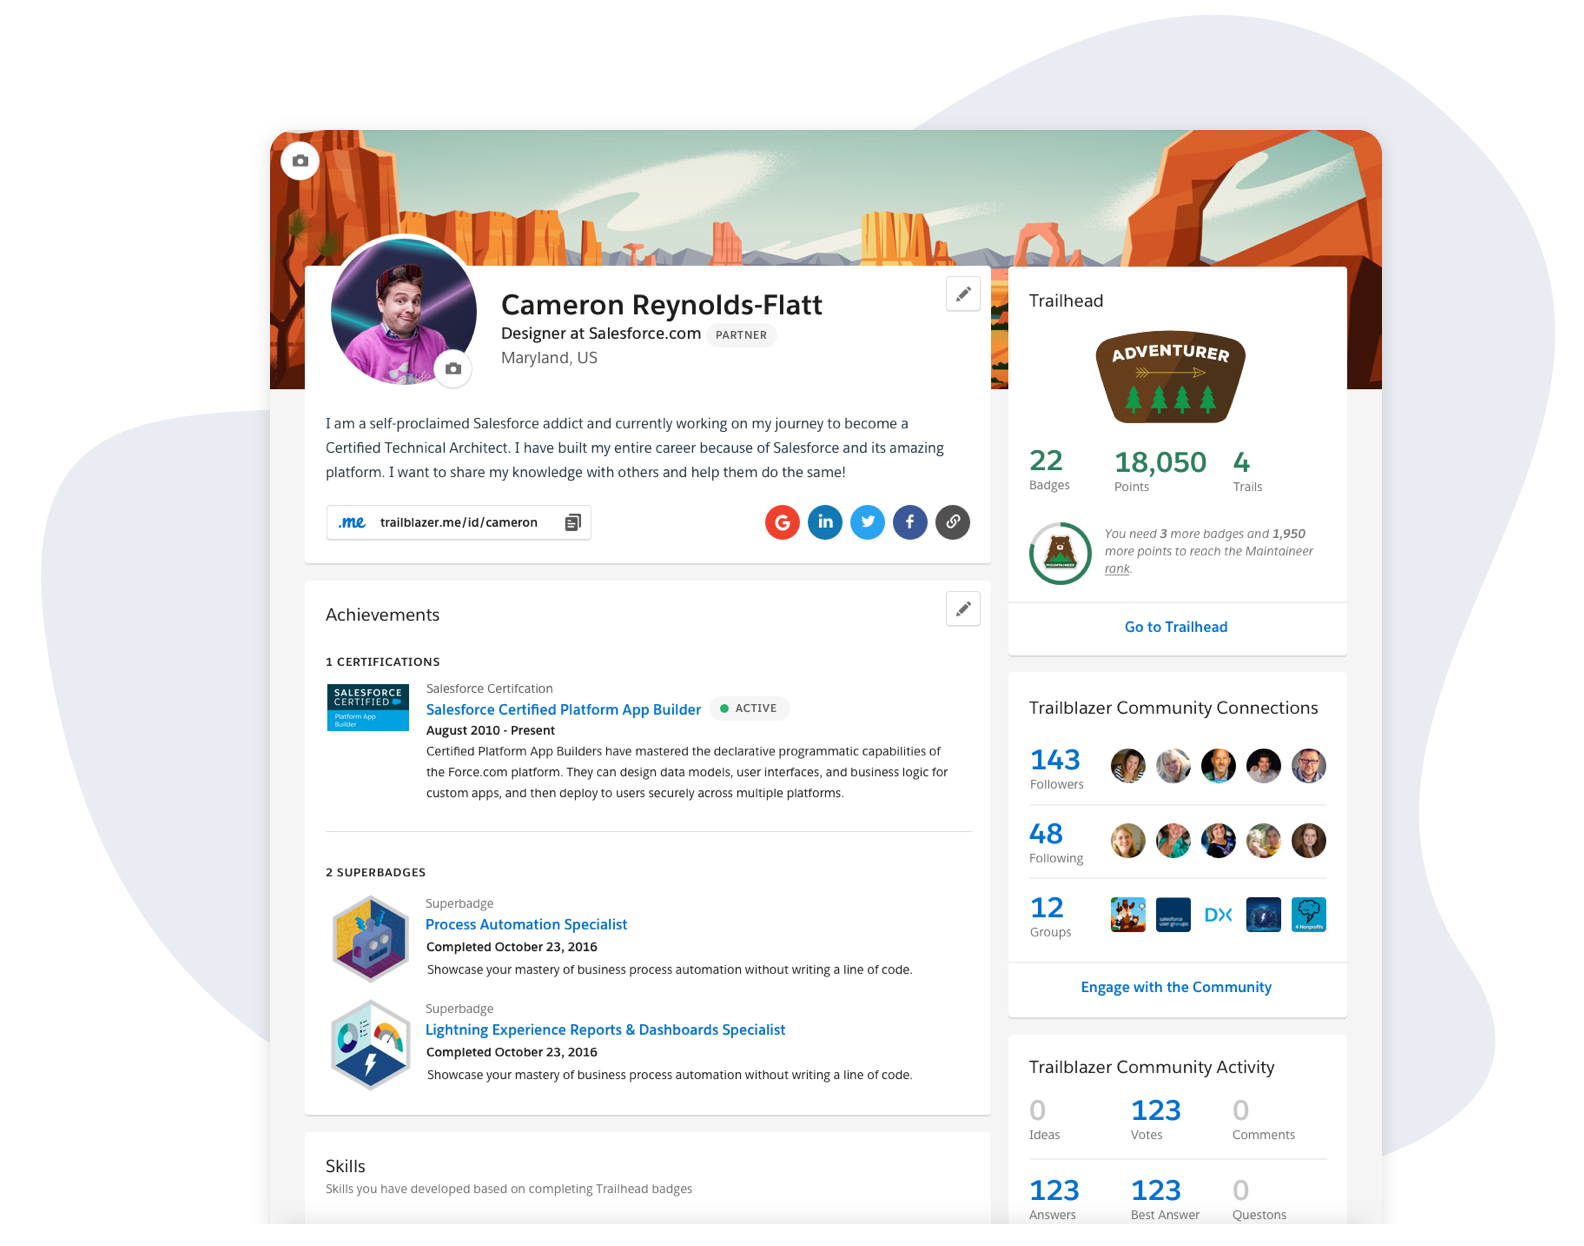 Cameron Reynolds-Flatt
Designer at Salesforce.com PARTNER
Maryland, US
I am a self-proclaimed Salesforce addict and currently working on my journey to become a
Certified Technical Architect. I have built my entire career because of Salesforce and its amazing
platform. I want to share my knowledge with others and help them do the same!
.me trailblazer.me/id/cameron
G in f
Achievements
1 CERTIFICATIONS
SALESFORCE
CERTIFIED
Platform App
Builder
Salesforce Certifcation
Salesforce Certified Platform App Builder ACTIVE
August 2010 - Present
Certified Platform App Builders have mastered the declarative programmatic capabilities of
the Force.com platform. They can design data models, user interfaces, and business logic for
custom apps, and then deploy to users securely across multiple platforms.
2 SUPERBADGES
Superbadge
Process Automation Specialist
Completed October 23, 2016
Showcase your mastery of business process automation without writing a line of code.
Superbadge
Lightning Experience Reports & Dashboards Specialist
Completed October 23, 2016
Showcase your mastery of business process automation without writing a line of code.
Skills
Skills you have developed based on completing Trailhead badges
Trailhead
ADVENTURER
22 18,050 4
Badges Points Trails
MOUNTAINEER
You need 3 more badges and 1,950
more points to reach the Maintaineer
rank.
Go to Trailhead
Trailblazer Community Connections
143
Followers
48
Following
12
Groups
salesforce
user groups
DX
4 Nonprofits
Engage with the Community
Trailblazer Community Activity
0 123 0
Ideas Votes Comments
123 123 0
Answers Best Answer Questons